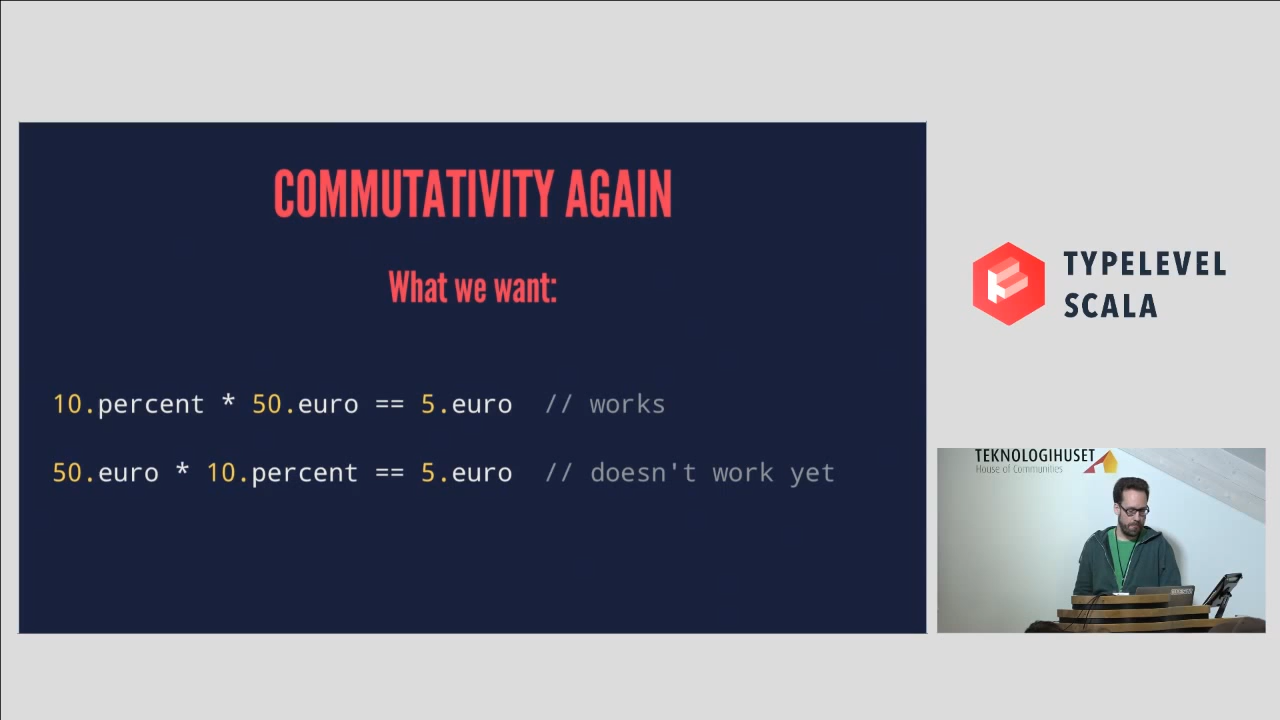 COMMUTATIVITY AGAIN
What we want:
10.percent * 50.euro == 5.euro // works
50.euro * 10.percent == 5.euro // doesn't work yet
TYPELEVEL
SCALA
TEKNOLOGIHUSET
House of Communities